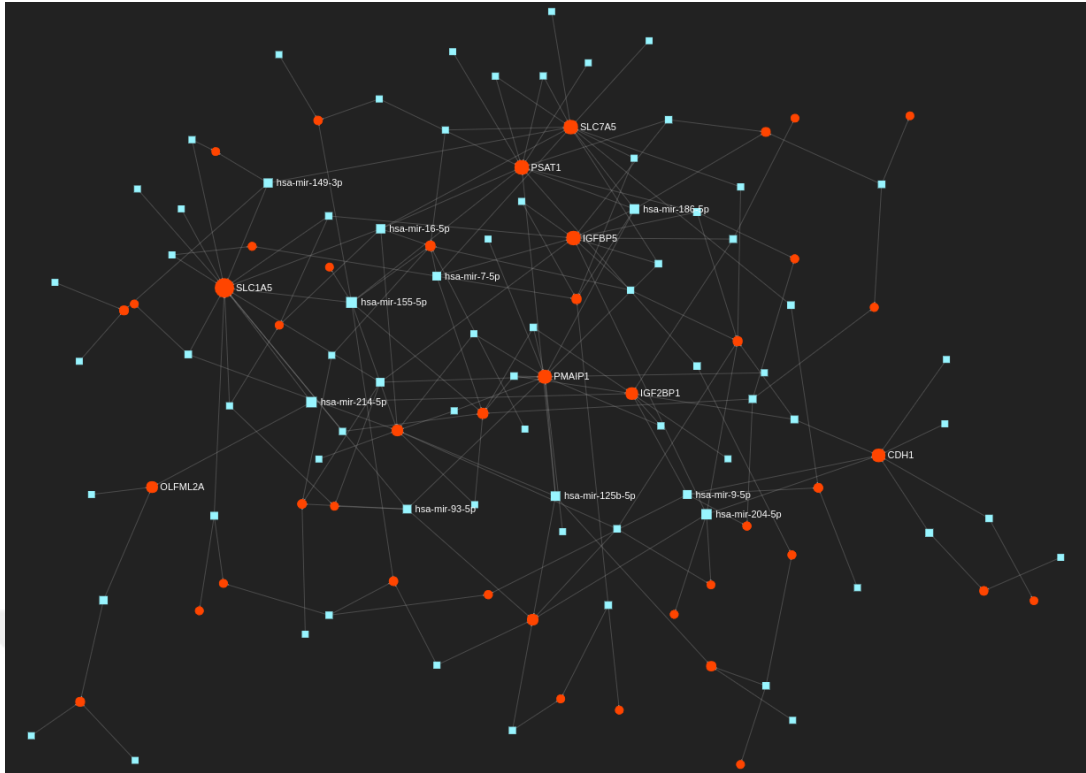 SLC7A5
PSAT1
hsa-mir-149-3p
hsa-mir-186-5p
hsa-mir-16-5p
IGFBP5
hsa-mir-7-5p
SLC1A5
hsa-mir-155-5p
PMAIP1
IGF2BP1
hsa-mir-214-5p
CDH1
OLFML2A
hsa-mir-125b-5p
hsa-mir-9-5p
hsa-mir-93-5p
hsa-mir-204-5p